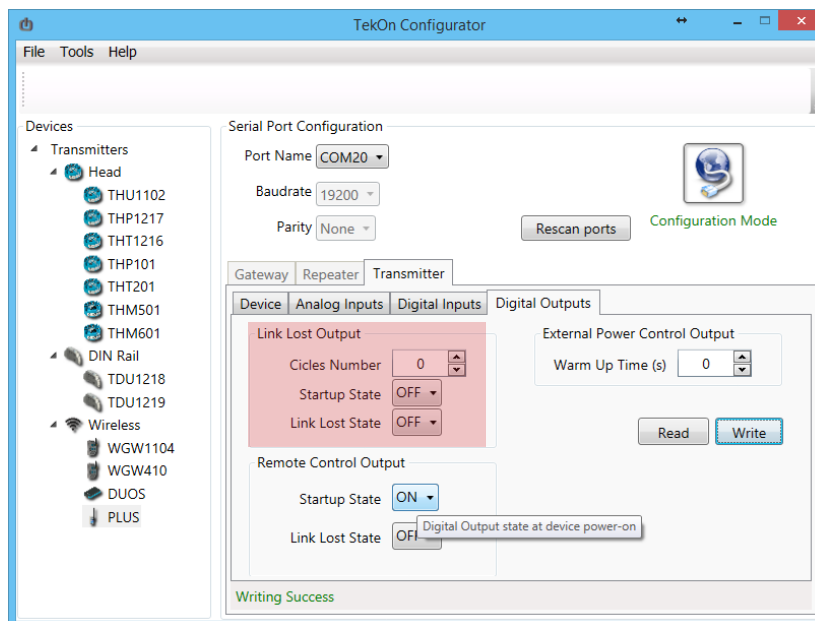 TekOn Configurator
File Tools Help
Devices
Transmitters
Head
THU1102
THP1217
THT1216
THP101
THT201
THM501
THM601
DIN Rail
TDU1218
TDU1219
Wireless
WGW1104
WGW410
DUOS
PLUS
Serial Port Configuration
Port Name COM20
Baudrate 19200
Parity None
Rescan ports
Configuration Mode
Gateway Repeater Transmitter
Device Analog Inputs Digital Inputs Digital Outputs
Link Lost Output
Cicles Number 0
Startup State OFF
Link Lost State OFF
External Power Control Output
Warm Up Time (s) 0
Read Write
Remote Control Output
Startup State ON
Digital Output state at device power-on
Link Lost State
Writing Success